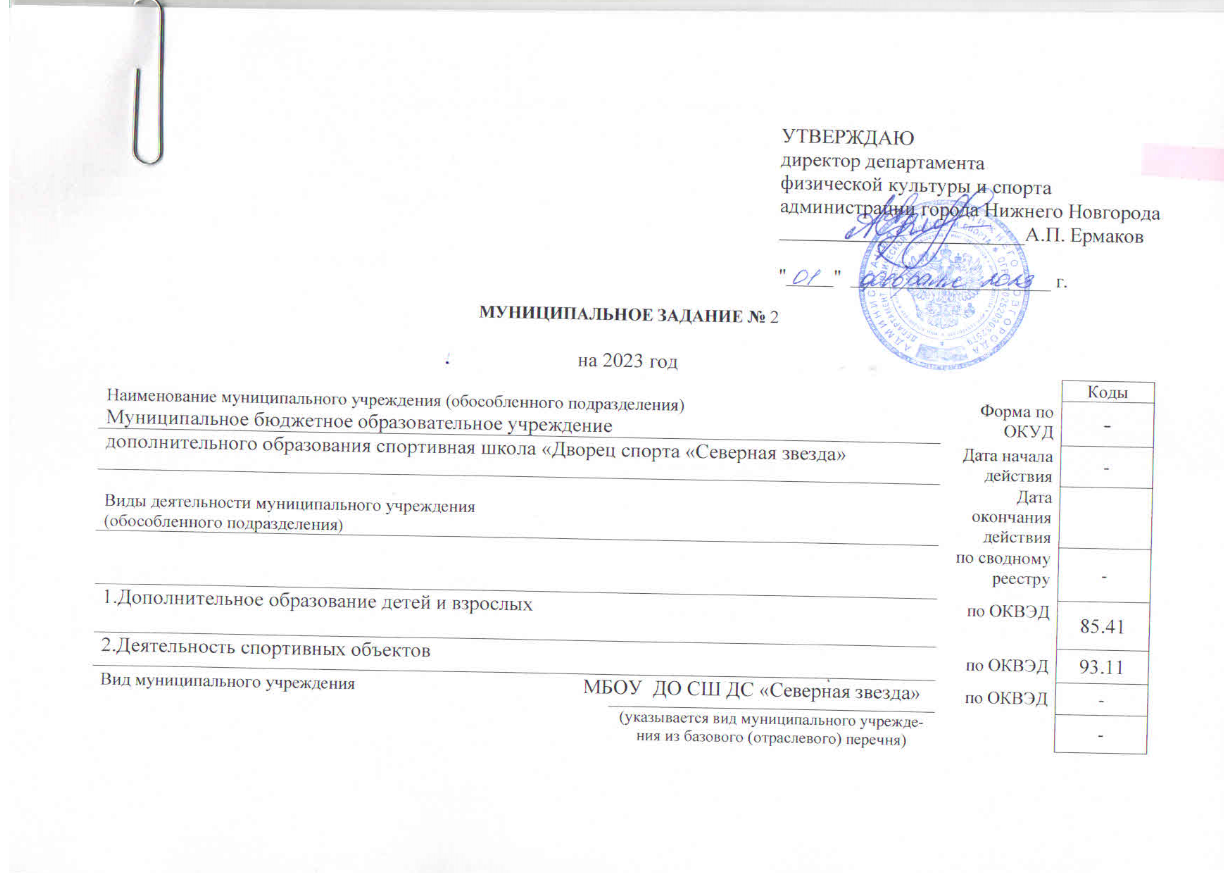 УТВЕРЖДАЮ
директор департамента
физической культуры и спорта
администрации города Нижнего Новгорода
А.П. Ермаков
"01" февраля 2023 г.
МУНИЦИПАЛЬНОЕ ЗАДАНИЕ № 2
на 2023 год
Коды
Наименование муниципального учреждения (обособленного подразделения)
Муниципальное бюджетное образовательное учреждение
дополнительного образования спортивная школа «Дворец спорта «Северная звезда»
Форма по
ОКУД
-
Дата начала
действия
-
Виды деятельности муниципального учреждения
(обособленного подразделения)
Дата
окончания
действия
по сводному
реестру
-
1.Дополнительное образование детей и взрослых
по ОКВЭД
85.41
2.Деятельность спортивных объектов
по ОКВЭД
93.11
Вид муниципального учреждения
МБОУ ДО СШ ДС «Северная звезда»
по ОКВЭД
-
(указывается вид муниципального учрежде-
ния из базового (отраслевого) перечня)
-